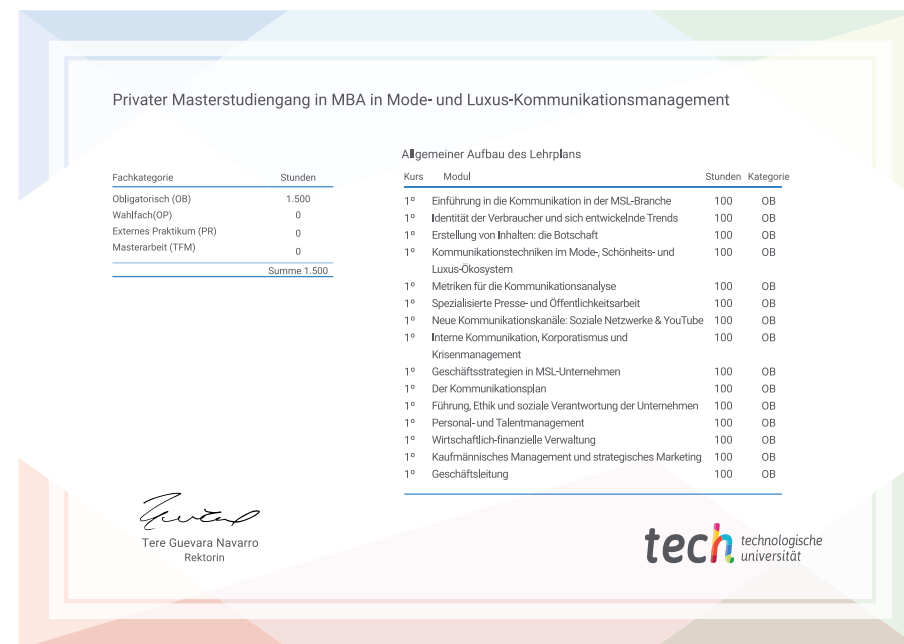 Privater Masterstudiengang in MBA in Mode- und Luxus-Kommunikationsmanagement
Fachkategorie Stunden
Obligatorisch (OB) 1.500
Wahlfach(OP) 0
Externes Praktikum (PR) 0
Masterarbeit (TFM) 0
Summe 1.500
Allgemeiner Aufbau des Lehrplans
Kurs Modul Stunden Kategorie
1º Einführung in die Kommunikation in der MSL-Branche 100 OB
1º Identität der Verbraucher und sich entwickelnde Trends 100 OB
1º Erstellung von Inhalten: die Botschaft 100 OB
1º Kommunikationstechniken im Mode-, Schönheits- und 100 OB
Luxus-Ökosystem
1º Metriken für die Kommunikationsanalyse 100 OB
1º Spezialisierte Presse- und Öffentlichkeitsarbeit 100 OB
1º Neue Kommunikationskanäle: Soziale Netzwerke & YouTube 100 OB
1º Interne Kommunikation, Korporatismus und 100 OB
Krisenmanagement
1º Geschäftsstrategien in MSL-Unternehmen 100 OB
1º Der Kommunikationsplan 100 OB
1º Führung, Ethik und soziale Verantwortung der Unternehmen 100 OB
1º Personal- und Talentmanagement 100 OB
1º Wirtschaftlich-finanzielle Verwaltung 100 OB
1º Kaufmännisches Management und strategisches Marketing 100 OB
1º Geschäftsleitung 100 OB
Tere Guevara Navarro
Rektorin
tech technologische
universität